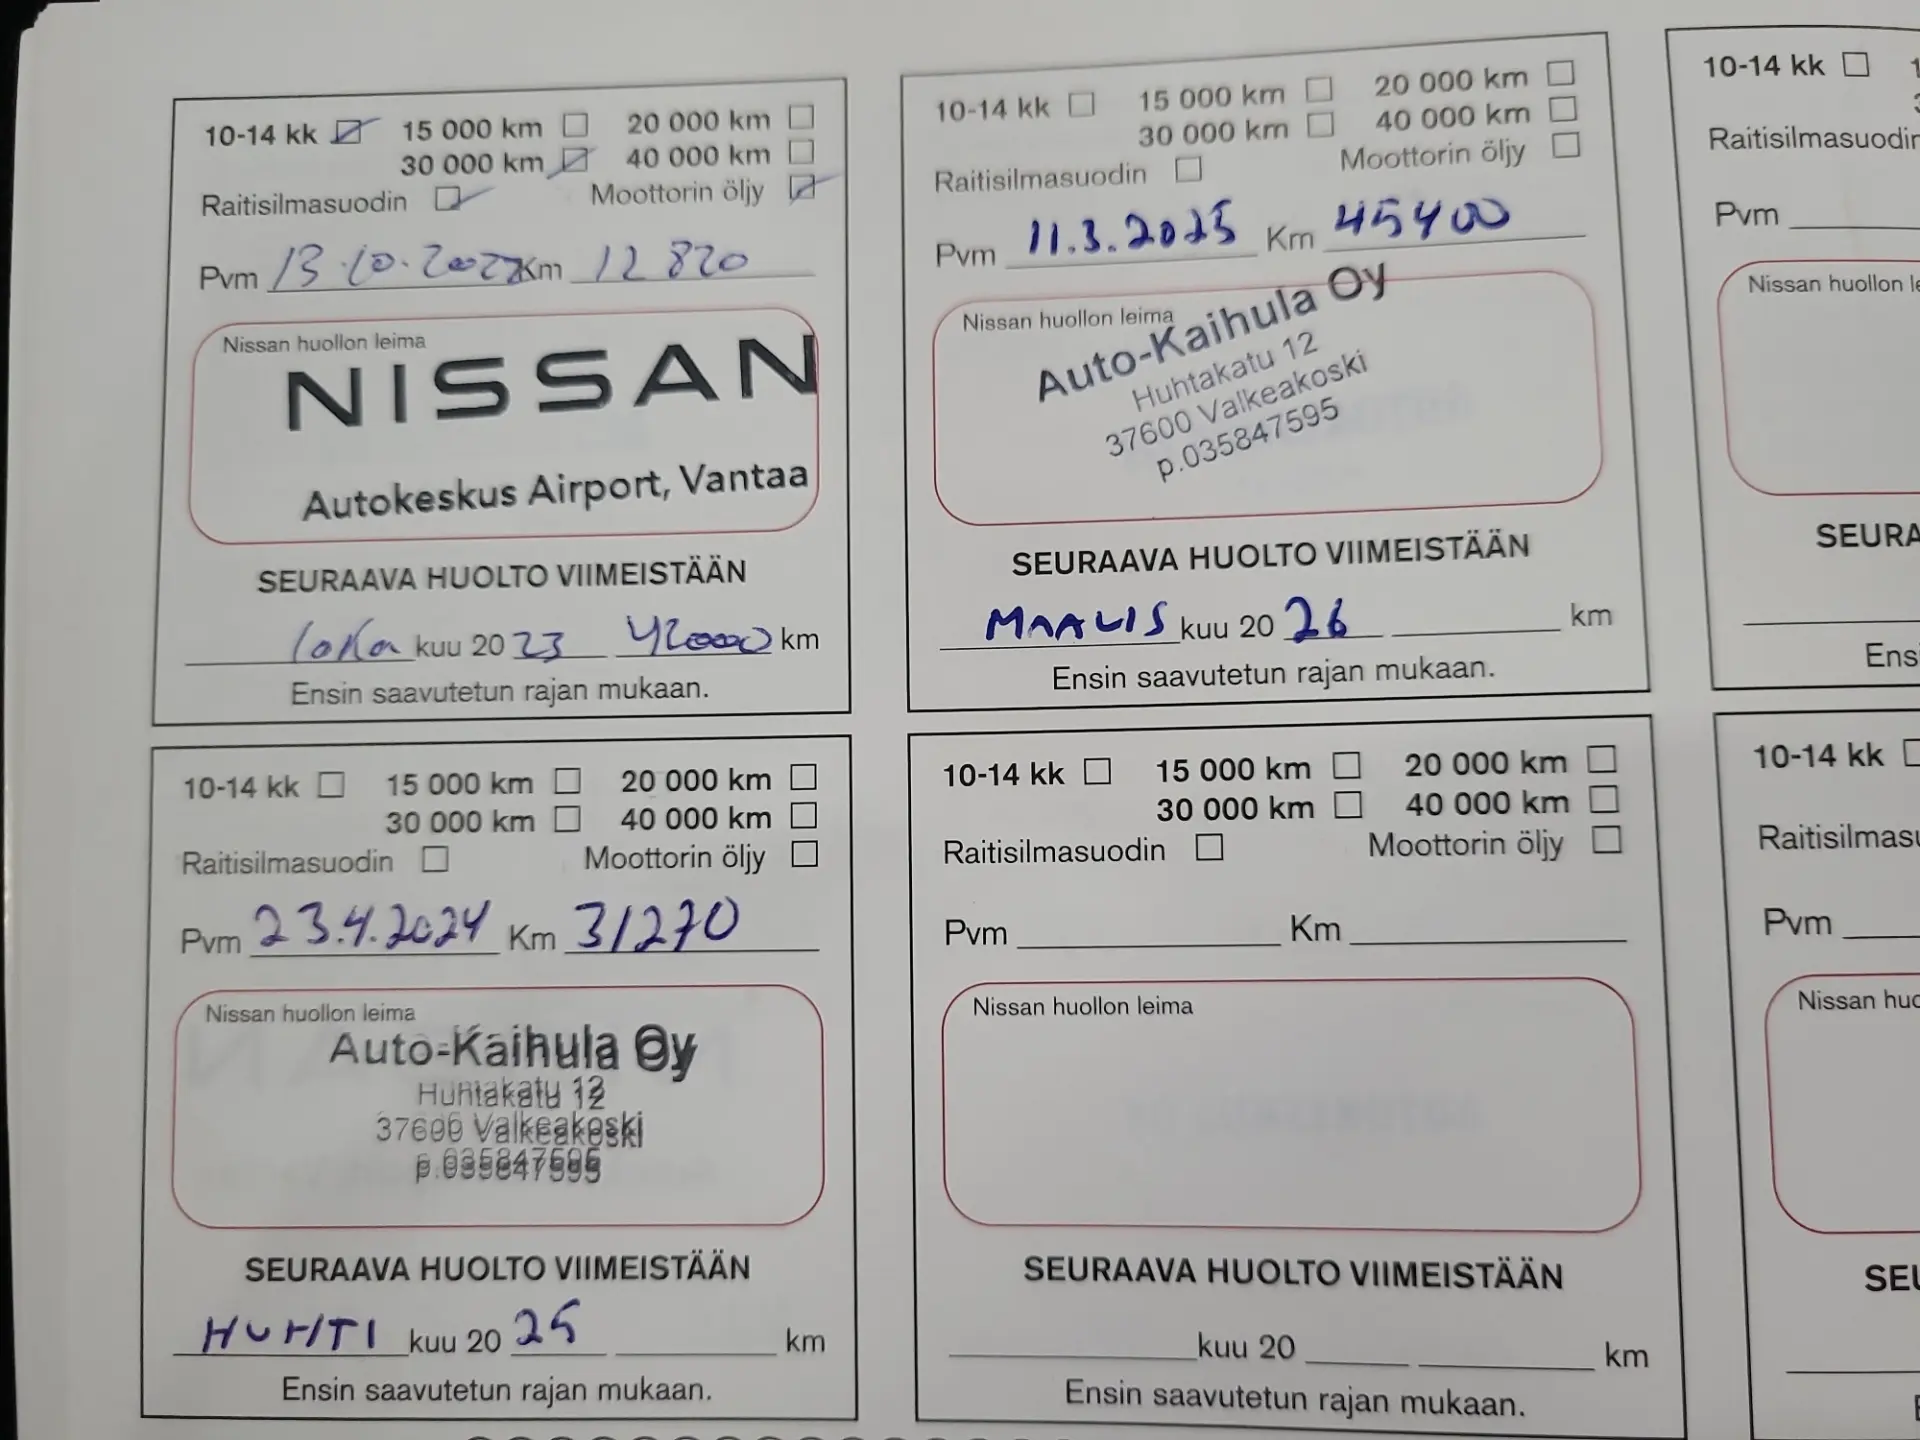 10-14 kk 15 000 km 20 000 km
30 000 km 40 000 km
Raitisilmasuodin Moottorin öljy
Pvm 13.10.2022 Km 12 820
Nissan huollon leima
NISSAN
Autokeskus Airport, Vantaa
SEURAAVA HUOLTO VIIMEISTÄÄN
loka kuu 20 23 42000 km
Ensin saavutetun rajan mukaan.
10-14 kk 15 000 km 20 000 km
30 000 km 40 000 km
Raitisilmasuodin Moottorin öljy
Pvm 23.4.2024 Km 31270
Nissan huollon leima
Auto-Kaihula Oy
Huhtakatu 12
37600 Valkeakoski
p.035847595
SEURAAVA HUOLTO VIIMEISTÄÄN
HUHTI kuu 20 25 km
Ensin saavutetun rajan mukaan.
10-14 kk 15 000 km 20 000 km
30 000 km 40 000 km
Raitisilmasuodin Moottorin öljy
Pvm 11.3.2025 Km 45400
Nissan huollon leima
Auto-Kaihula Oy
Huhtakatu 12
37600 Valkeakoski
p.035847595
SEURAAVA HUOLTO VIIMEISTÄÄN
MAALIS kuu 20 26 km
Ensin saavutetun rajan mukaan.
10-14 kk 15 000 km 20 000 km
30 000 km 40 000 km
Raitisilmasuodin Moottorin öljy
Pvm Km
Nissan huollon leima
SEURAAVA HUOLTO VIIMEISTÄÄN
kuu 20 km
Ensin saavutetun rajan mukaan.
10-14 kk
Raitisilmasuodin
Pvm
Nissan huollon le
SEURA
Ens
10-14 kk
Raitisilmasu
Pvm
Nissan huo
SEU
E